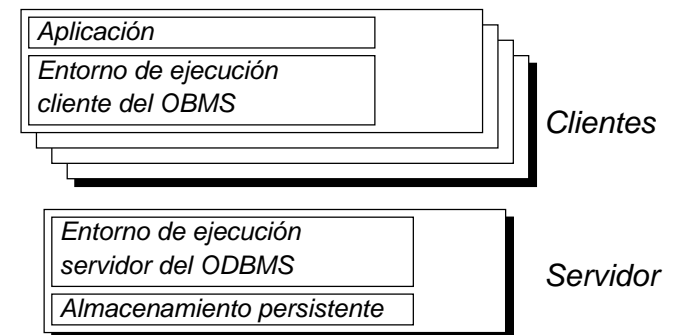 Aplicación
Entorno de ejecución
cliente del OBMS
Clientes
Entorno de ejecución
servidor del ODBMS
Servidor
Almacenamiento persistente